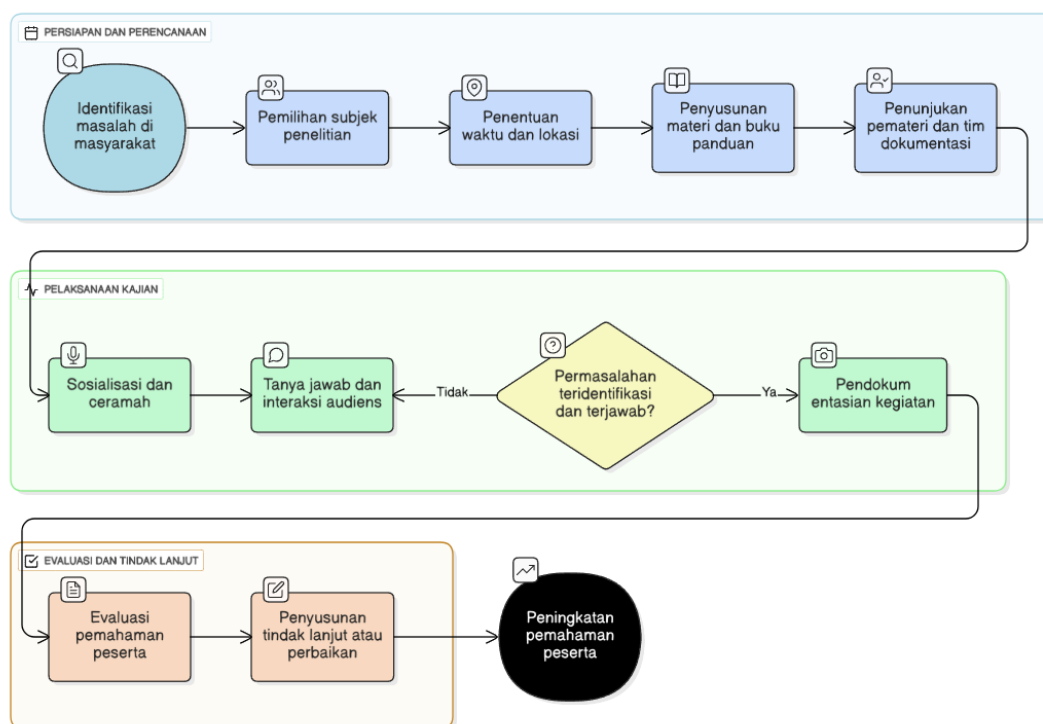 PERSIAPAN DAN PERENCANAAN
Identifikasi
masalah di
masyarakat
Pemilihan subjek
penelitian
Penentuan
waktu dan lokasi
Penyusunan
materi dan buku
panduan
Penunjukan
pemateri dan tim
dokumentasi
PELAKSANAAN KAJIAN
Sosialisasi dan
ceramah
Tanya jawab dan
interaksi audiens
Tidak
Permasalahan
teridentifikasi
dan terjawab?
Ya
Pendokum
entasian kegiatan
EVALUASI DAN TINDAK LANJUT
Evaluasi
pemahaman
peserta
Penyusunan
tindak lanjut atau
perbaikan
Peningkatan
pemahaman
peserta